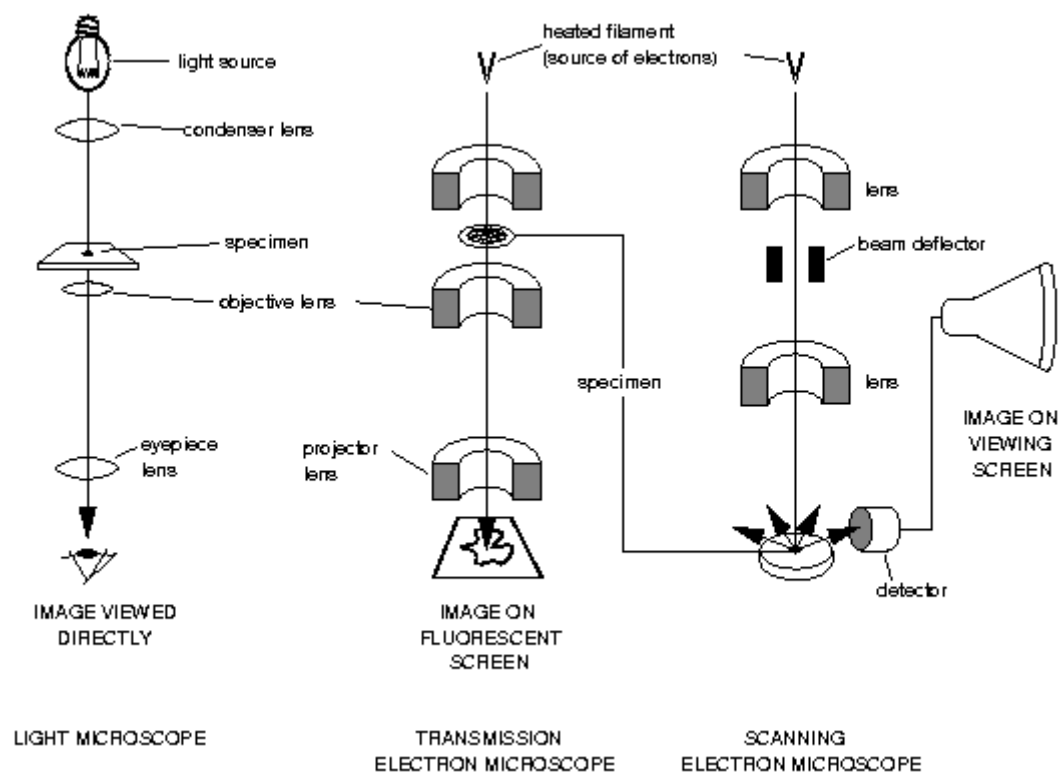 heated filament
(source of electrons)
light source
condenser lens
lens
specimen
beam deflector
objective lens
specimen
lens
eyepiece
lens
projector
lens
IMAGE ON
VIEWING
SCREEN
detector
IMAGE VIEWED
DIRECTLY
IMAGE ON
FLUORESCENT
SCREEN
LIGHT MICROSCOPE
TRANSMISSION
ELECTRON MICROSCOPE
SCANNING
ELECTRON MICROSCOPE